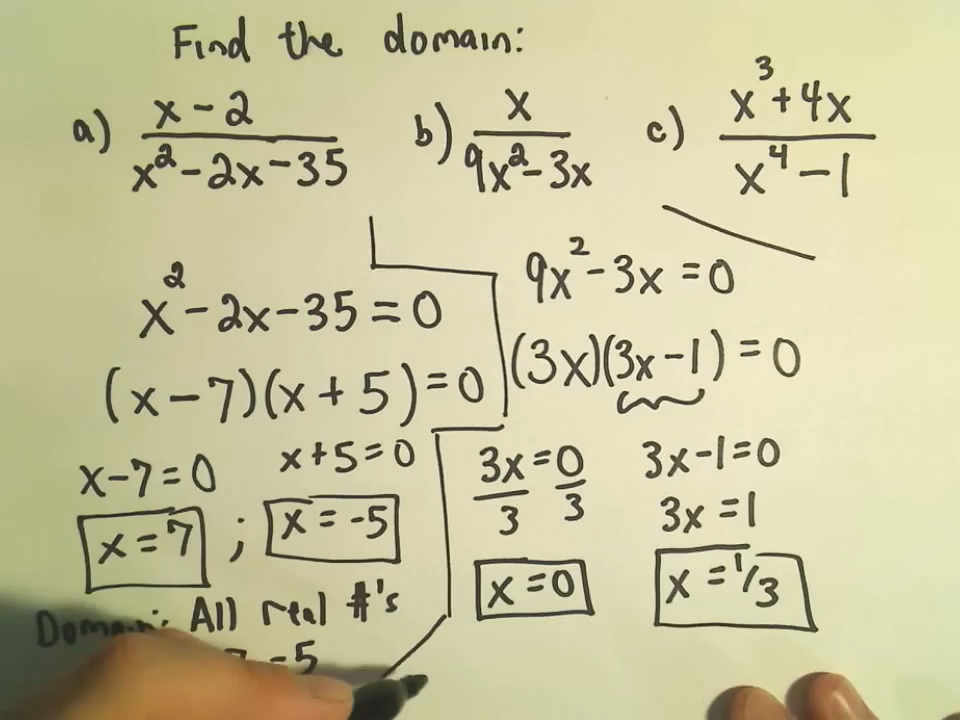 Find the domain:
a) (x - 2)/(x² - 2x - 35)
b) x/(9x² - 3x)
c) (x³ + 4x)/(x⁴ - 1)
x² - 2x - 35 = 0
(x - 7)(x + 5) = 0
x - 7 = 0
x + 5 = 0
x = 7 ; x = -5
Domain: All real #'s
-5
9x² - 3x = 0
(3x)(3x - 1) = 0
3x/3 = 0/3
x = 0
3x - 1 = 0
3x = 1
x = 1/3